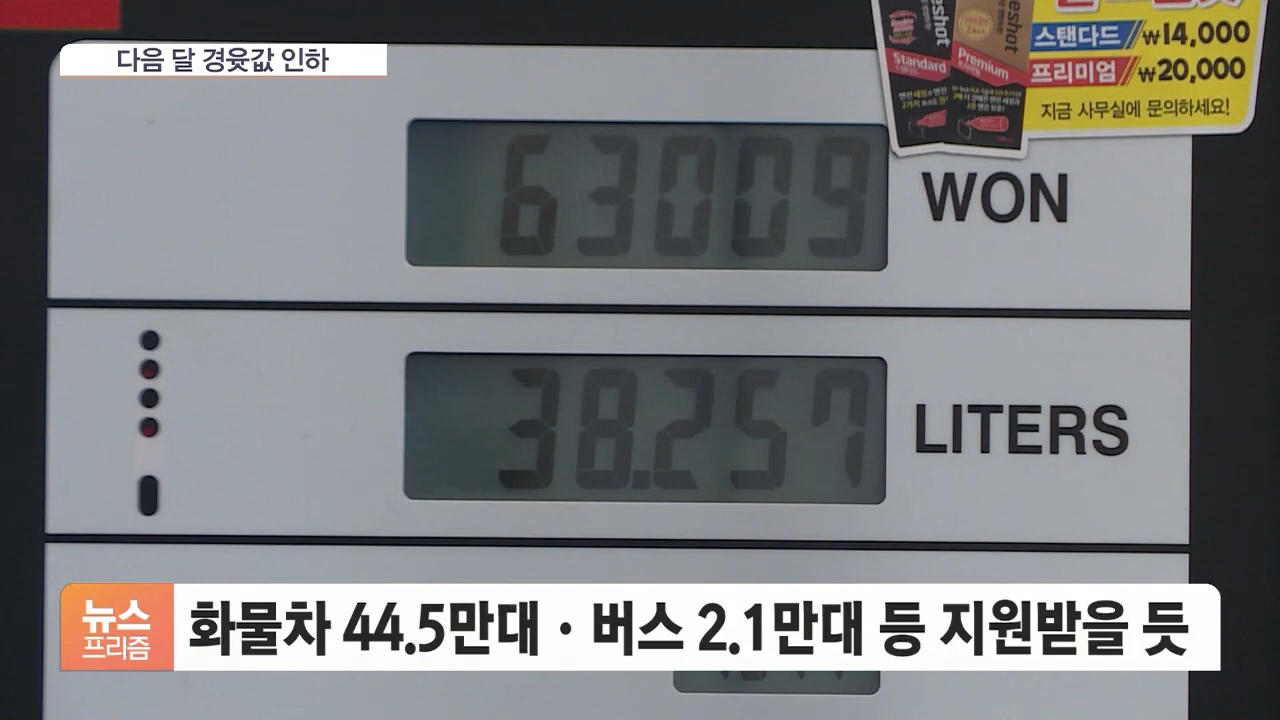 다음 달 경윳값 인하
eshot
eshot
Standard
Premium
스탠다드 ₩14,000
프리미엄 ₩20,000
지금 사무실에 문의하세요!
63009
WON
38.257
LITERS
뉴스
프리즘
화물차 44.5만대·버스 2.1만대 등 지원받을 듯